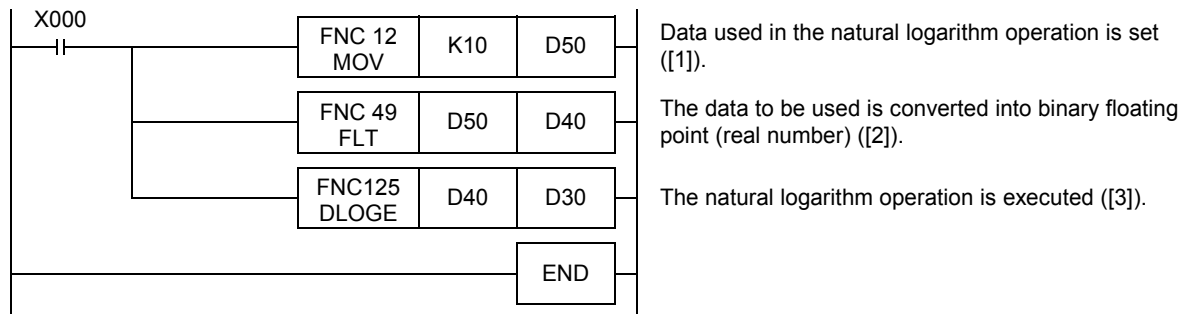 X000
FNC 12
MOV
K10
D50
Data used in the natural logarithm operation is set
([1]).
FNC 49
FLT
D50
D40
The data to be used is converted into binary floating
point (real number) ([2]).
FNC125
DLOGE
D40
D30
The natural logarithm operation is executed ([3]).
END